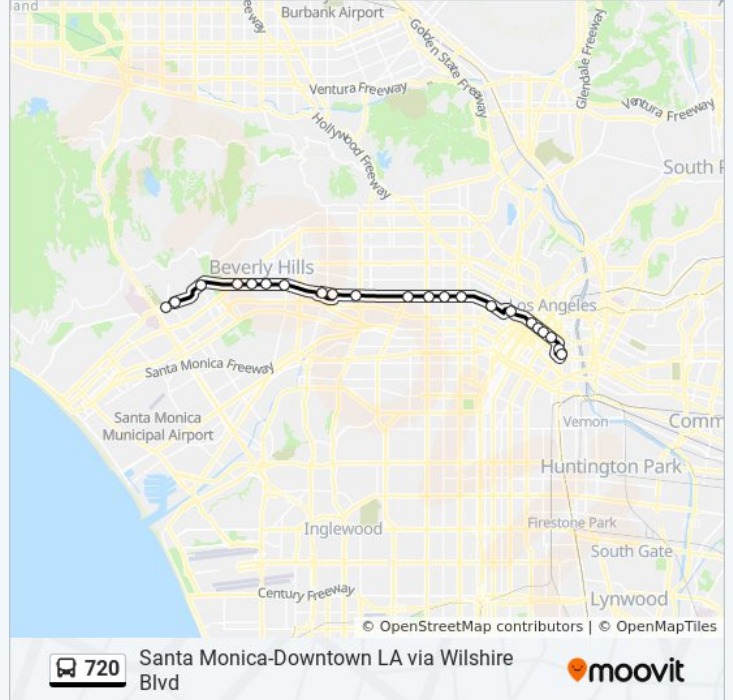 and
Burbank Airport
eeway
Golden State Freeway
Glendale Freeway
Ventura Freeway
Ventura Freeway
Hollywood Freeway
South P
Beverly Hills
Los Angeles
Santa Monica Freeway
Santa Monica
Municipal Airport
Vernon
Comm
Huntington Park
Inglewood
Firestone Park
South Gate
Century Freeway
Lynwood
© OpenStreetMap contributors | © OpenMapTiles
720
Santa Monica-Downtown LA via Wilshire
Blvd
moovit